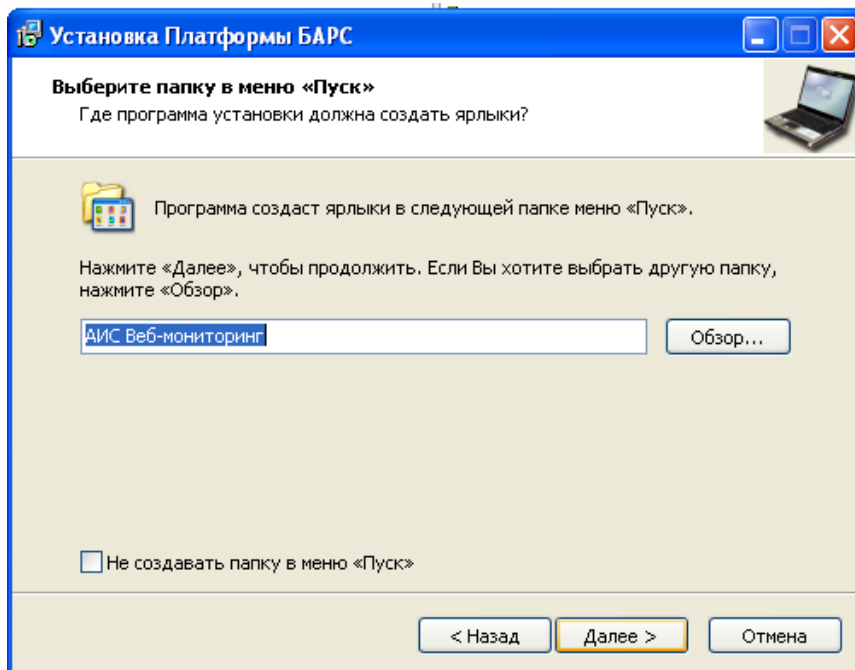 Установка Платформы БАРС
Выберите папку в меню «Пуск»
Где программа установки должна создать ярлыки?
Программа создаст ярлыки в следующей папке меню «Пуск».
Нажмите «Далее», чтобы продолжить. Если Вы хотите выбрать другую папку,
нажмите «Обзор».
АИС Веб-мониторинг
Обзор...
Не создавать папку в меню «Пуск»
< Назад
Далее >
Отмена